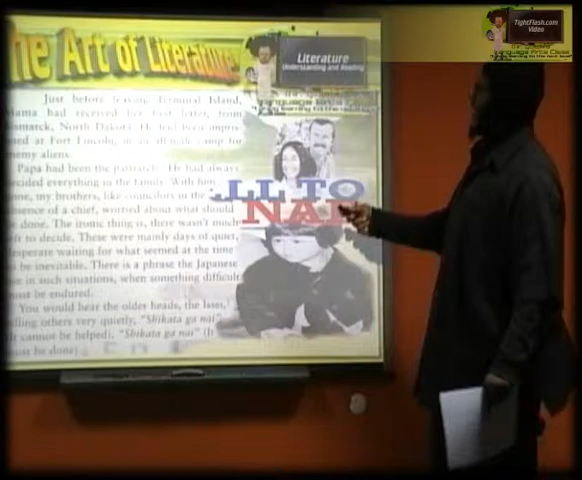 The Art of Literature
Literature
Understanding and Reading
Just before leaving Terminal Island,
Mama had received her first letter, from
Bismarck, North Dakota. He had been impris-
oned at Fort Lincoln, in an all-male camp for
enemy aliens.
Papa had been the patriarch. He had always
decided everything in the family. With him
gone, my brothers, like councilors in the
absence of a chief, worried about what should
be done. The ironic thing is, there wasn't much
left to decide. These were mainly days of quiet,
desperate waiting for what seemed at the time
to be inevitable. There is a phrase the Japanese
use in such situations, when something difficult
must be endured.
You would hear the older heads, the Issei,
telling others very quietly, "Shikata ga nai"
(It cannot be helped). "Shikata ga nai" (It
must be done).
LL TO
NAR
TightFlash.com
Video
Language Arts Class